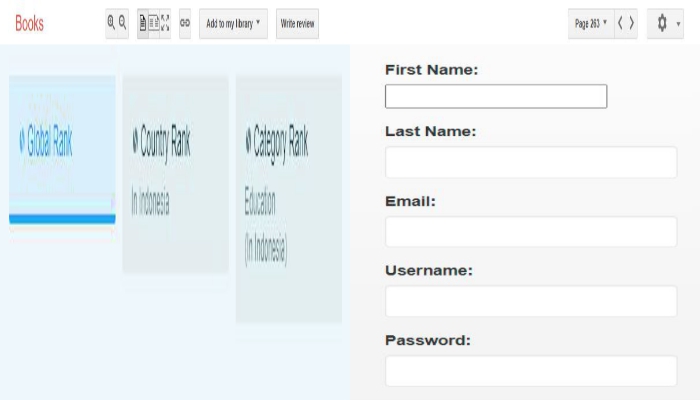 Books
Add to my library
Write review
Page 263
Global Rank
Country Rank
In Indonesia
Category Rank
Education
(In Indonesia)
First Name:
Last Name:
Email:
Username:
Password: